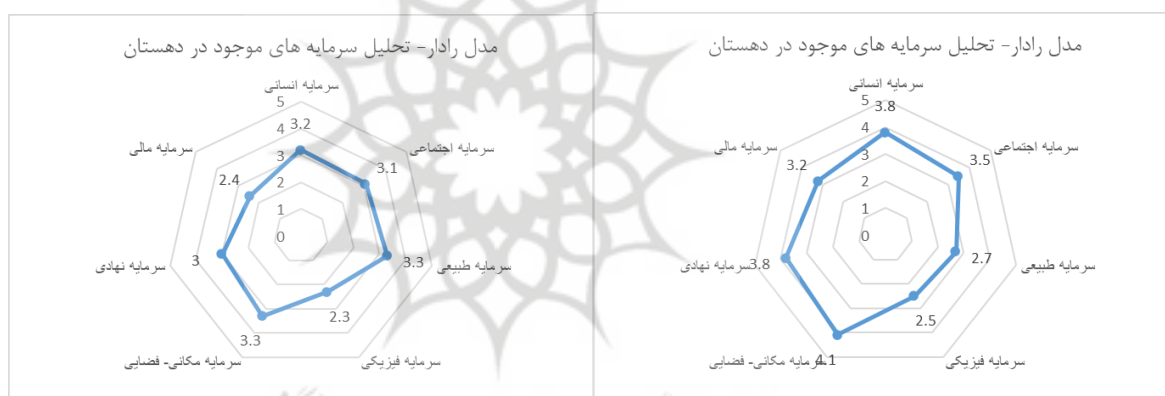 مدل رادار- تحلیل سرمایه های موجود در دهستان
سرمایه انسانی
3.8
سرمایه اجتماعی
3.5
سرمایه طبیعی
2.7
سرمایه فیزیکی
2.5
سرمایه مکانی- فضایی
4.1
سرمایه نهادی
3.8
سرمایه مالی
3.2
5
4
3
2
1
0
مدل رادار- تحلیل سرمایه های موجود در دهستان
سرمایه انسانی
3.2
سرمایه اجتماعی
3.1
سرمایه طبیعی
3.3
سرمایه فیزیکی
2.3
سرمایه مکانی- فضایی
3.3
سرمایه نهادی
3
سرمایه مالی
2.4
5
4
3
2
1
0